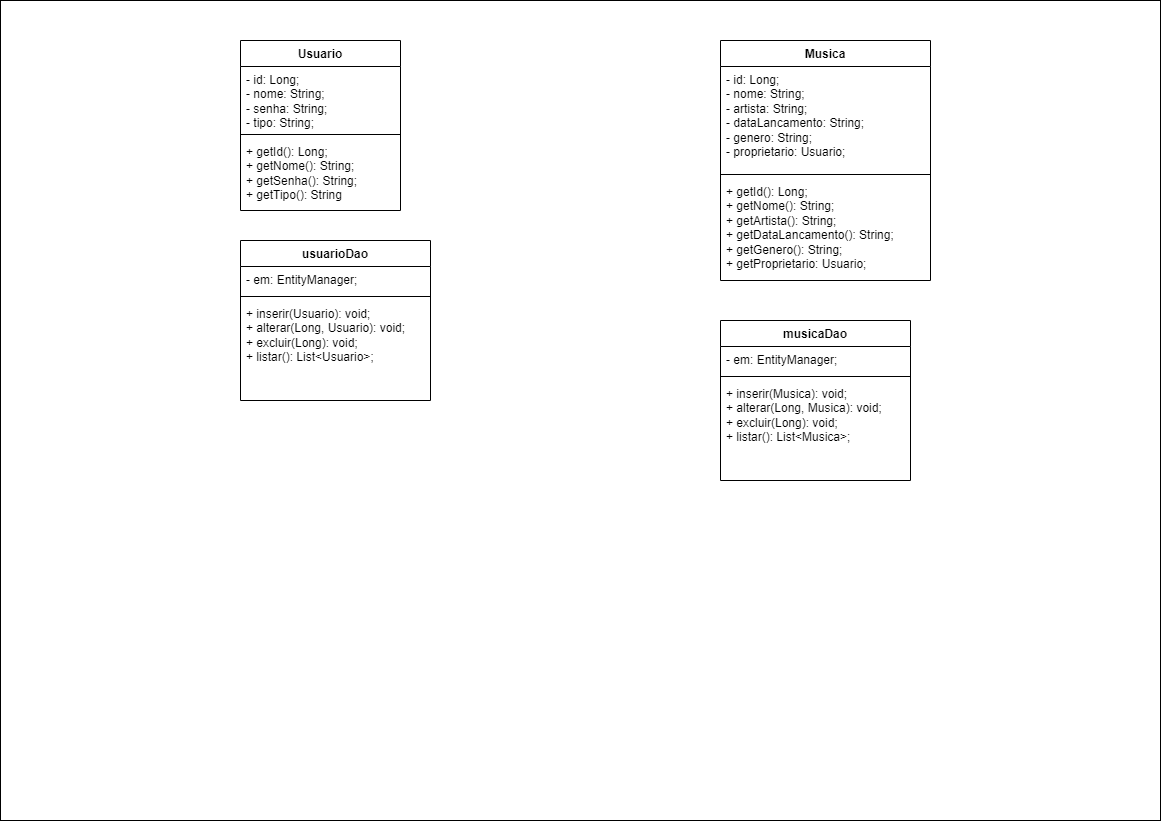 Usuario
- id: Long;
- nome: String;
- senha: String;
- tipo: String;
+ getId(): Long;
+ getNome(): String;
+ getSenha(): String;
+ getTipo(): String
usuarioDao
- em: EntityManager;
+ inserir(Usuario): void;
+ alterar(Long, Usuario): void;
+ excluir(Long): void;
+ listar(): List<Usuario>;
Musica
- id: Long;
- nome: String;
- artista: String;
- dataLancamento: String;
- genero: String;
- proprietario: Usuario;
+ getId(): Long;
+ getNome(): String;
+ getArtista(): String;
+ getDataLancamento(): String;
+ getGenero(): String;
+ getProprietario: Usuario;
musicaDao
- em: EntityManager;
+ inserir(Musica): void;
+ alterar(Long, Musica): void;
+ excluir(Long): void;
+ listar(): List<Musica>;